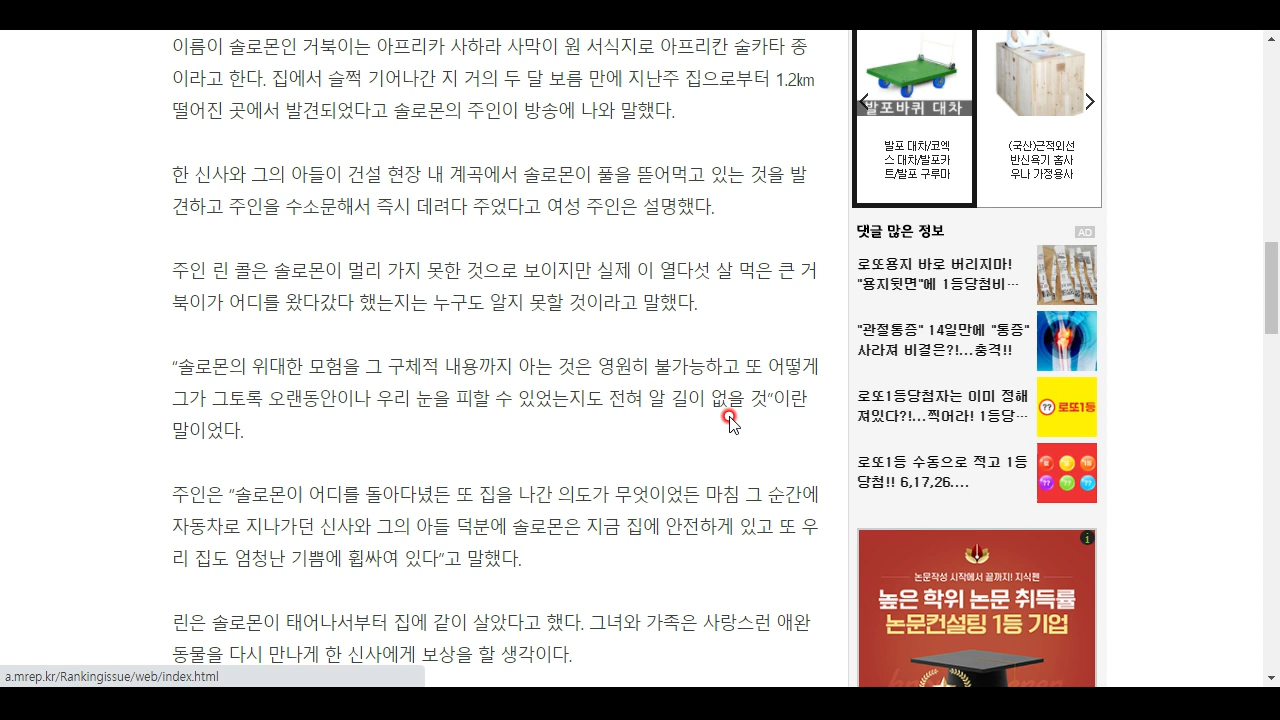 이름이 솔로몬인 거북이는 아프리카 사하라 사막이 원 서식지로 아프리칸 술카타 종
이라고 한다. 집에서 슬쩍 기어나간 지 거의 두 달 보름 만에 지난주 집으로부터 1.2㎞
떨어진 곳에서 발견되었다고 솔로몬의 주인이 방송에 나와 말했다.
한 신사와 그의 아들이 건설 현장 내 계곡에서 솔로몬이 풀을 뜯어먹고 있는 것을 발
견하고 주인을 수소문해서 즉시 데려다 주었다고 여성 주인은 설명했다.
주인 린 콜은 솔로몬이 멀리 가지 못한 것으로 보이지만 실제 이 열다섯 살 먹은 큰 거
북이가 어디를 왔다갔다 했는지는 누구도 알지 못할 것이라고 말했다.
“솔로몬의 위대한 모험을 그 구체적 내용까지 아는 것은 영원히 불가능하고 또 어떻게
그가 그토록 오랜동안이나 우리 눈을 피할 수 있었는지도 전혀 알 길이 없을 것”이란
말이었다.
주인은 “솔로몬이 어디를 돌아다녔든 또 집을 나간 의도가 무엇이었든 마침 그 순간에
자동차로 지나가던 신사와 그의 아들 덕분에 솔로몬은 지금 집에 안전하게 있고 또 우
리 집도 엄청난 기쁨에 휩싸여 있다”고 말했다.
린은 솔로몬이 태어나서부터 집에 같이 살았다고 했다. 그녀와 가족은 사랑스런 애완
동물을 다시 만나게 한 신사에게 보상을 할 생각이다.
a.mrep.kr/Rankingissue/web/index.html
발포바퀴 대차
발포 대차/코엑
스 대차/발포카
트/발포 구루마
(국산)근적외선
반신욕기 홈사
우나 가정용사
댓글 많은 정보
AD
로또용지 바로 버리지마!
"용지뒷면"에 1등당첨비…
"관절통증" 14일만에 "통증"
사라져 비결은?!...충격!!
로또1등당첨자는 이미 정해
져있다?!...찍어라! 1등당…
?? 로또1등
로또1등 수동으로 적고 1등
당첨!! 6,17,26....
논문작성 시작에서 끝까지! 지식펜
높은 학위 논문 취득률
논문컨설팅 1등 기업